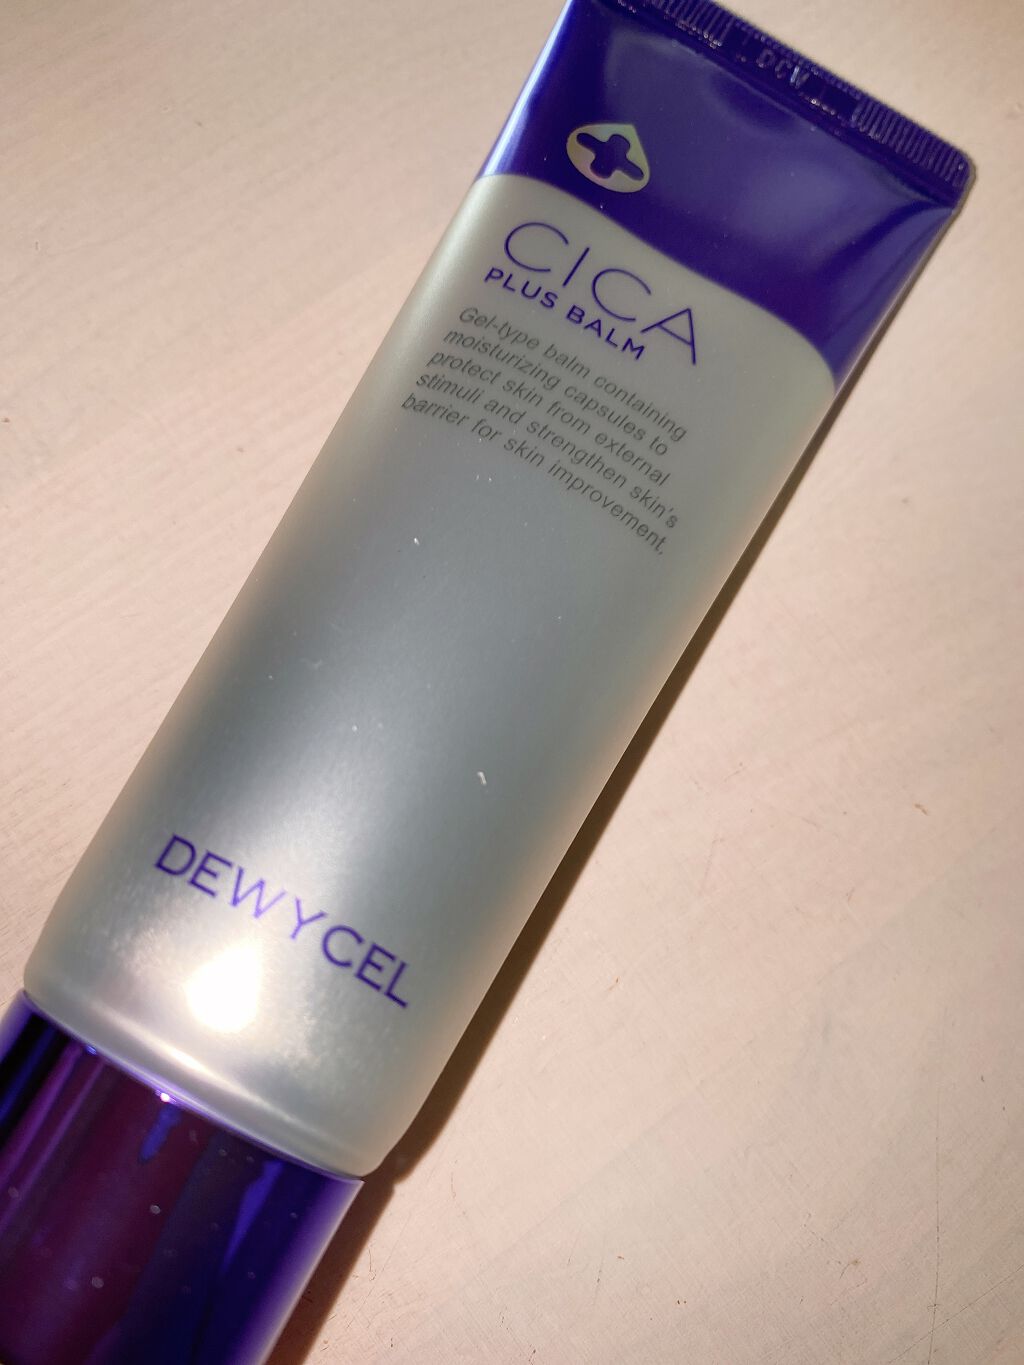 CICA
PLUS BALM
Gel-type balm containing
moisturizing capsules to
protect skin from external
stimuli and strengthen skin's
barrier for skin improvement.
DEWYCEL